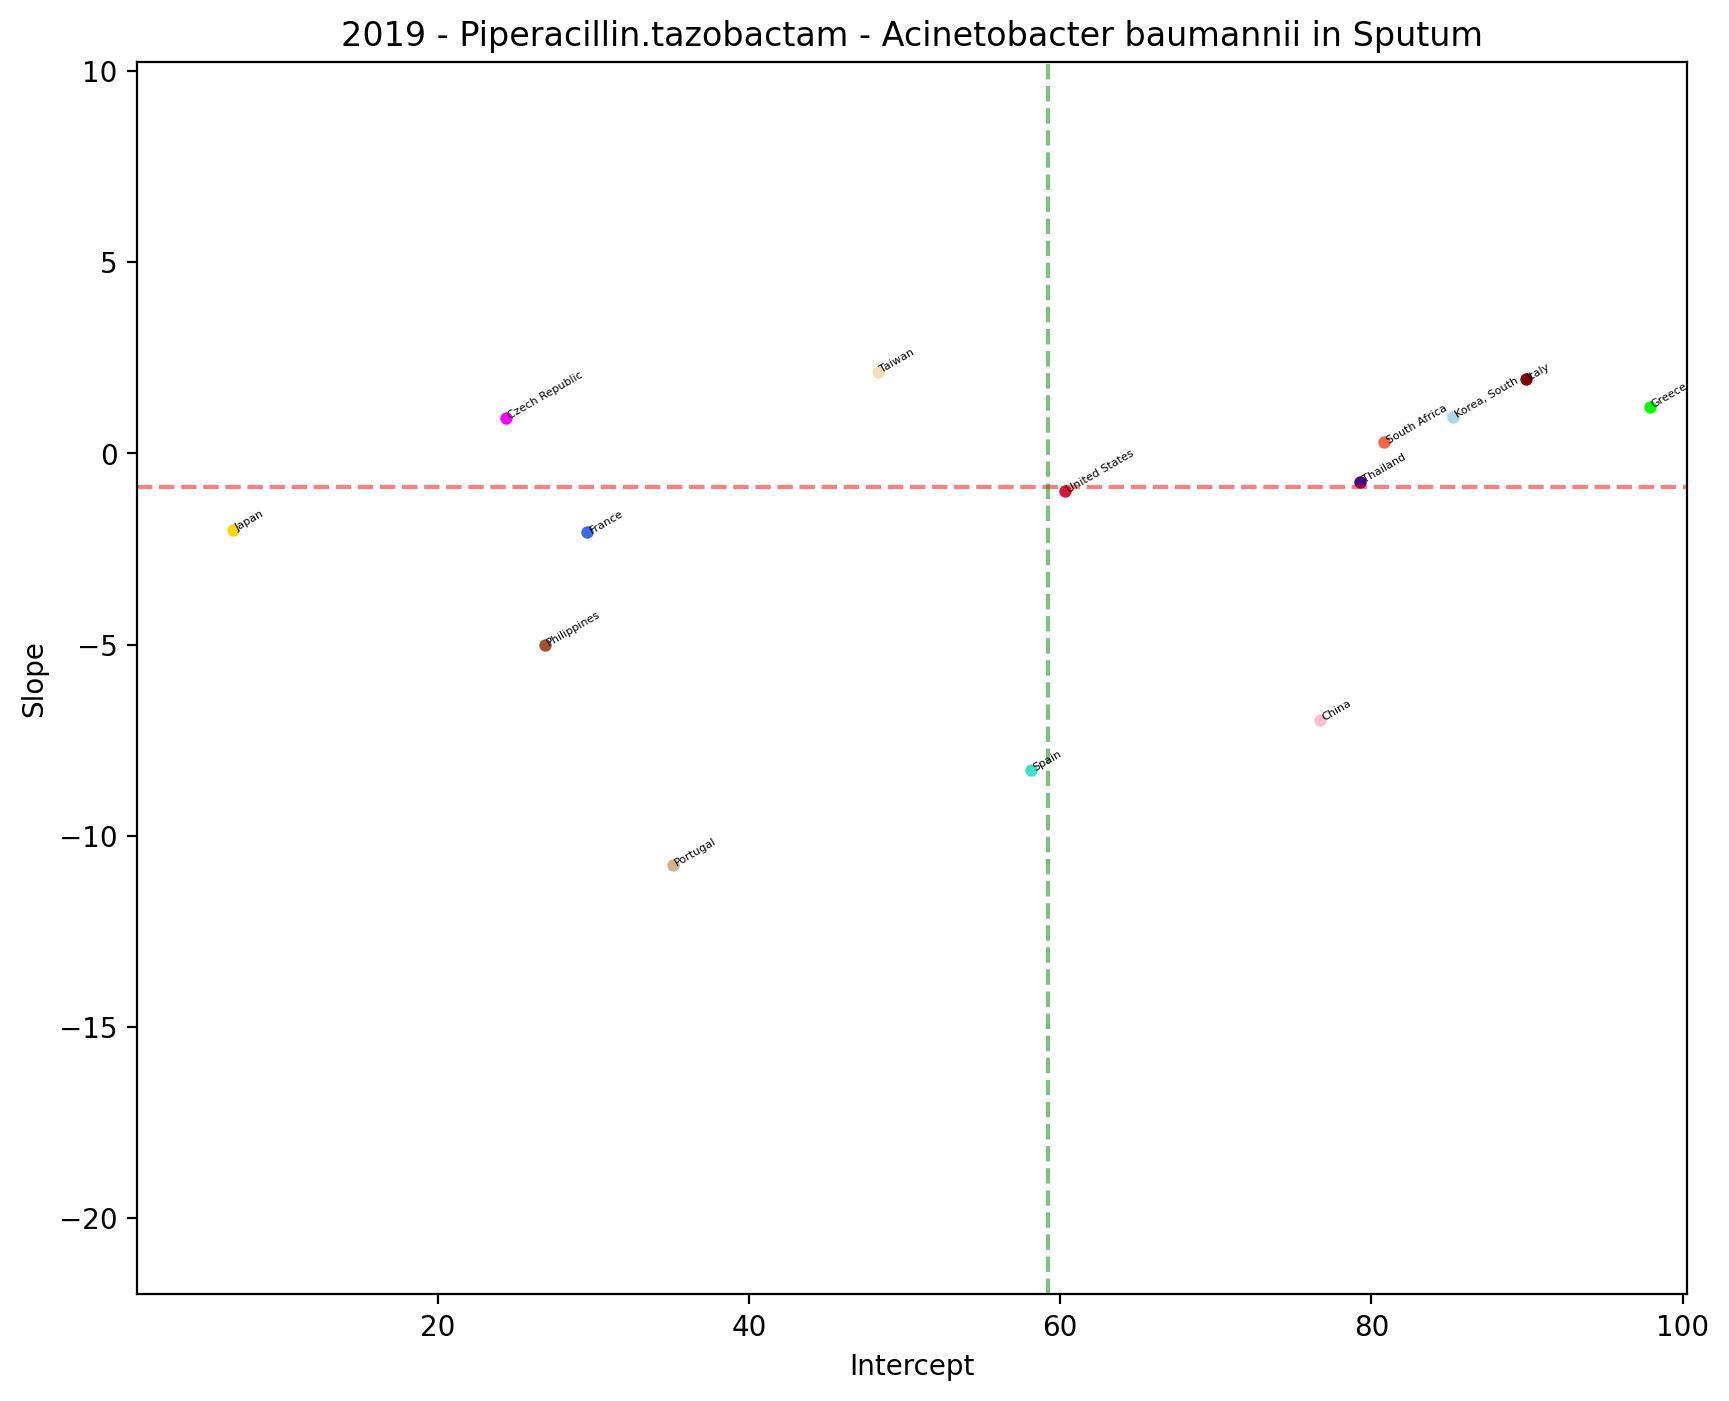 2019 - Piperacillin.tazobactam - Acinetobacter baumannii in Sputum
10
5
0
−5
−10
−15
−20
Slope
Taiwan
Czech Republic
Italy
Korea, South
Greece
South Africa
United States
Thailand
Japan
France
Philippines
China
Spain
Portugal
20
40
60
80
100
Intercept